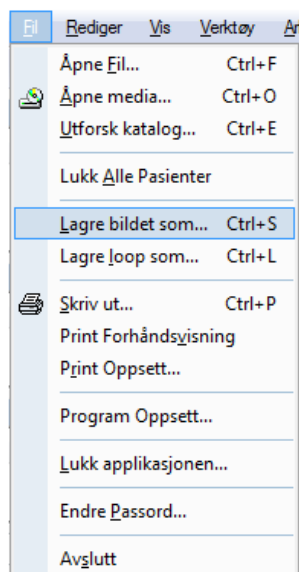 Fil Rediger Vis Verktøy
Åpne Fil... Ctrl+F
Åpne media... Ctrl+O
Utforsk katalog... Ctrl+E
Lukk Alle Pasienter
Lagre bildet som... Ctrl+S
Lagre loop som... Ctrl+L
Skriv ut... Ctrl+P
Print Forhåndsvisning
Print Oppsett...
Program Oppsett...
Lukk applikasjonen...
Endre Passord...
Avslutt